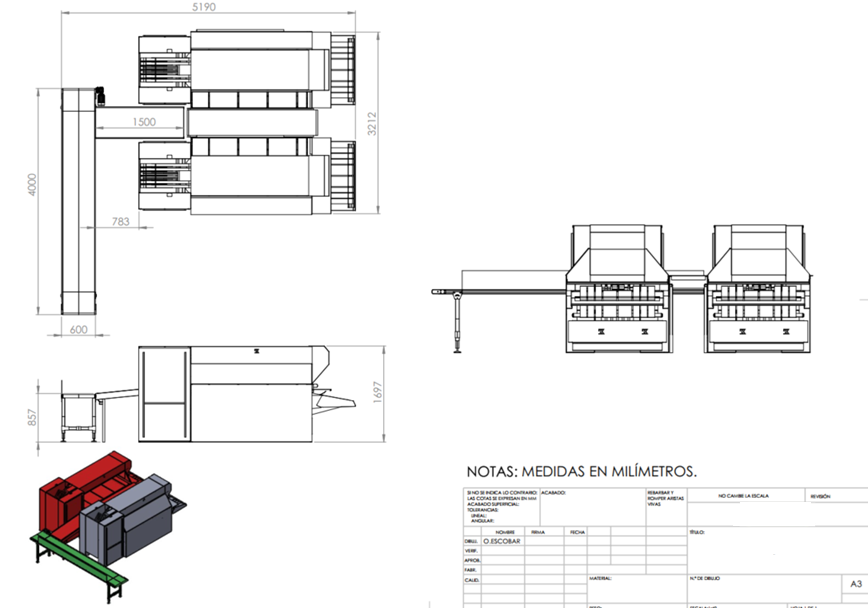 5190
1500
3212
4000
783
600
1697
857
NOTAS: MEDIDAS EN MILÍMETROS.
SI NO SE INDICA LO CONTRARIO:
LAS COTAS SE EXPRESAN EN MM
ACABADO SUPERFICIAL:
TOLERANCIAS:
LINEAL:
ANGULAR:
ACABADO:
REBARBAR Y
ROMPER ARISTAS
VIVAS
NO CAMBIE LA ESCALA
REVISIÓN
NOMBRE
FIRMA
FECHA
TÍTULO:
DIBUJ.
O.ESCOBAR
VERIF.
APROB.
FABR.
CALID.
MATERIAL:
N.º DE DIBUJO
A3